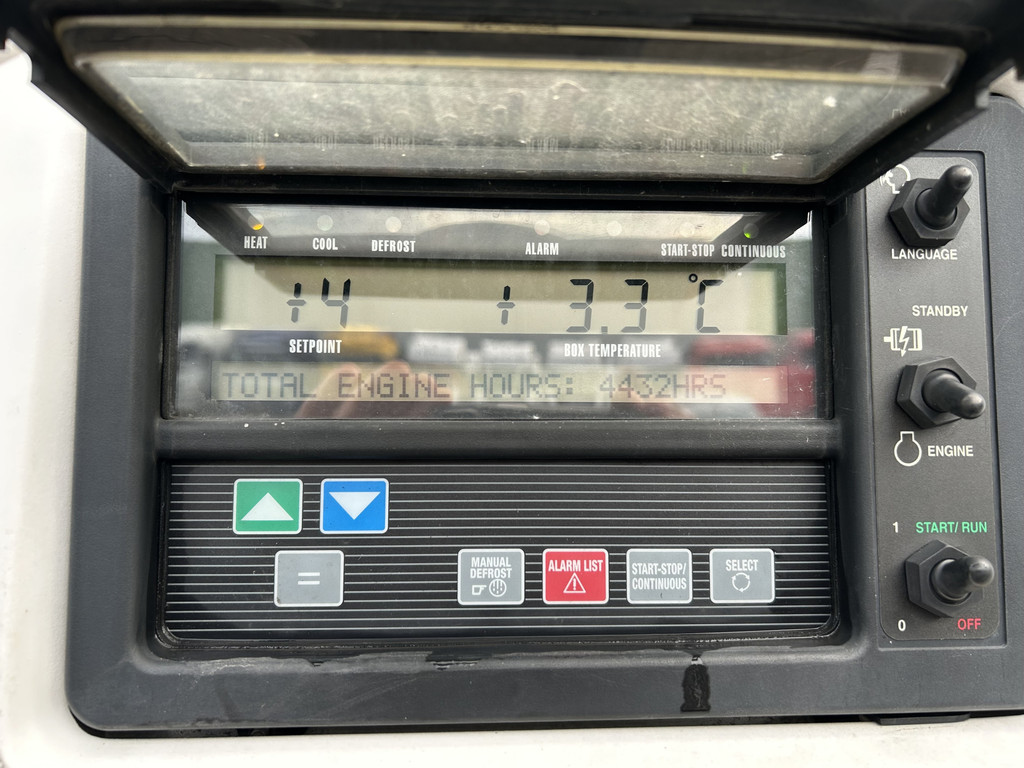 HEAT COOL DEFROST ALARM START-STOP CONTINUOUS
+4 + 3.3 °C
SETPOINT BOX TEMPERATURE
TOTAL ENGINE HOURS: 4432HRS
MANUAL DEFROST
ALARM LIST
START-STOP/ CONTINUOUS
SELECT
=
LANGUAGE
STANDBY
ENGINE
1 START/RUN
0 OFF